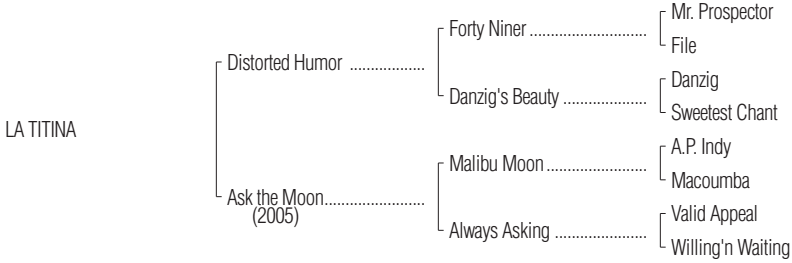 Mr. Prospector
Forty Niner ............................
File
Distorted Humor ..................
Danzig
Danzig's Beauty ....................
Sweetest Chant
LA TITINA
A.P. Indy
Malibu Moon ........................
Macoumba
Ask the Moon........................
(2005)
Valid Appeal
Always Asking ......................
Willing'n Waiting